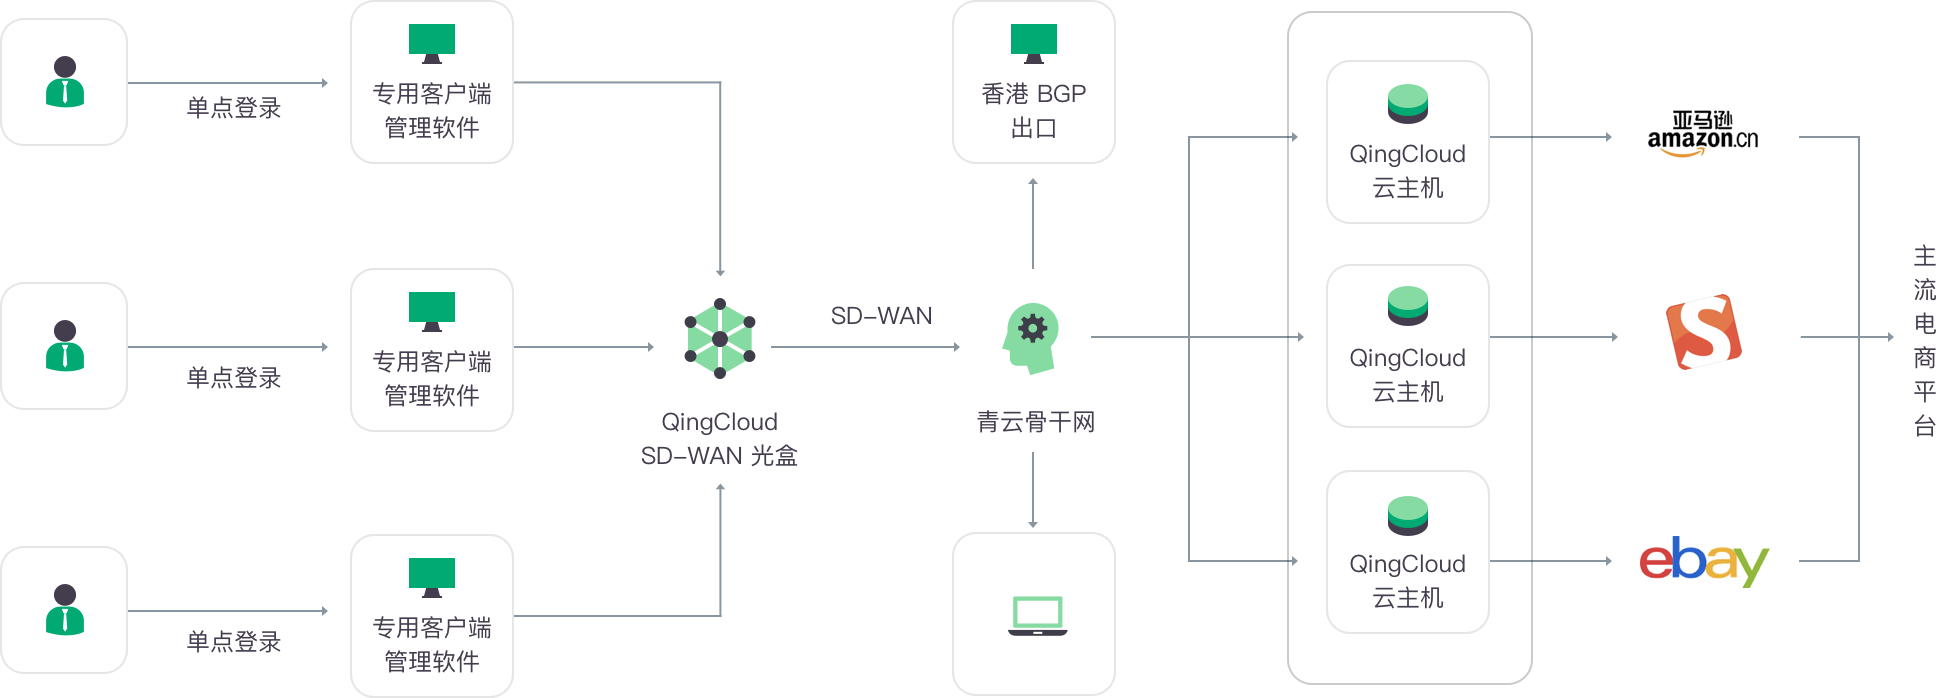 单点登录
专用客户端
管理软件
单点登录
专用客户端
管理软件
单点登录
专用客户端
管理软件
QingCloud
SD-WAN 光盒
SD-WAN
香港 BGP
出口
青云骨干网
QingCloud
云主机
QingCloud
云主机
QingCloud
云主机
亚马逊
amazon.cn
S
ebay
主流电商平台